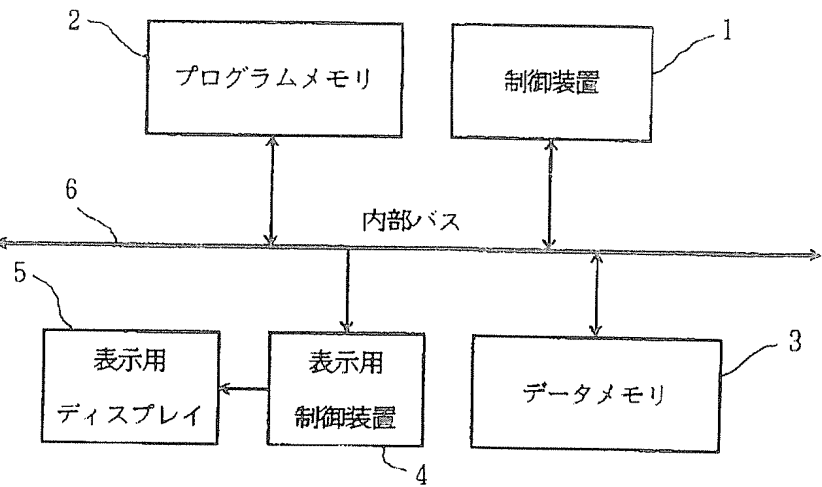 2
プログラムメモリ
1
制御装置
6
内部バス
5
表示用
ディスプレイ
表示用
制御装置
4
データメモリ
3